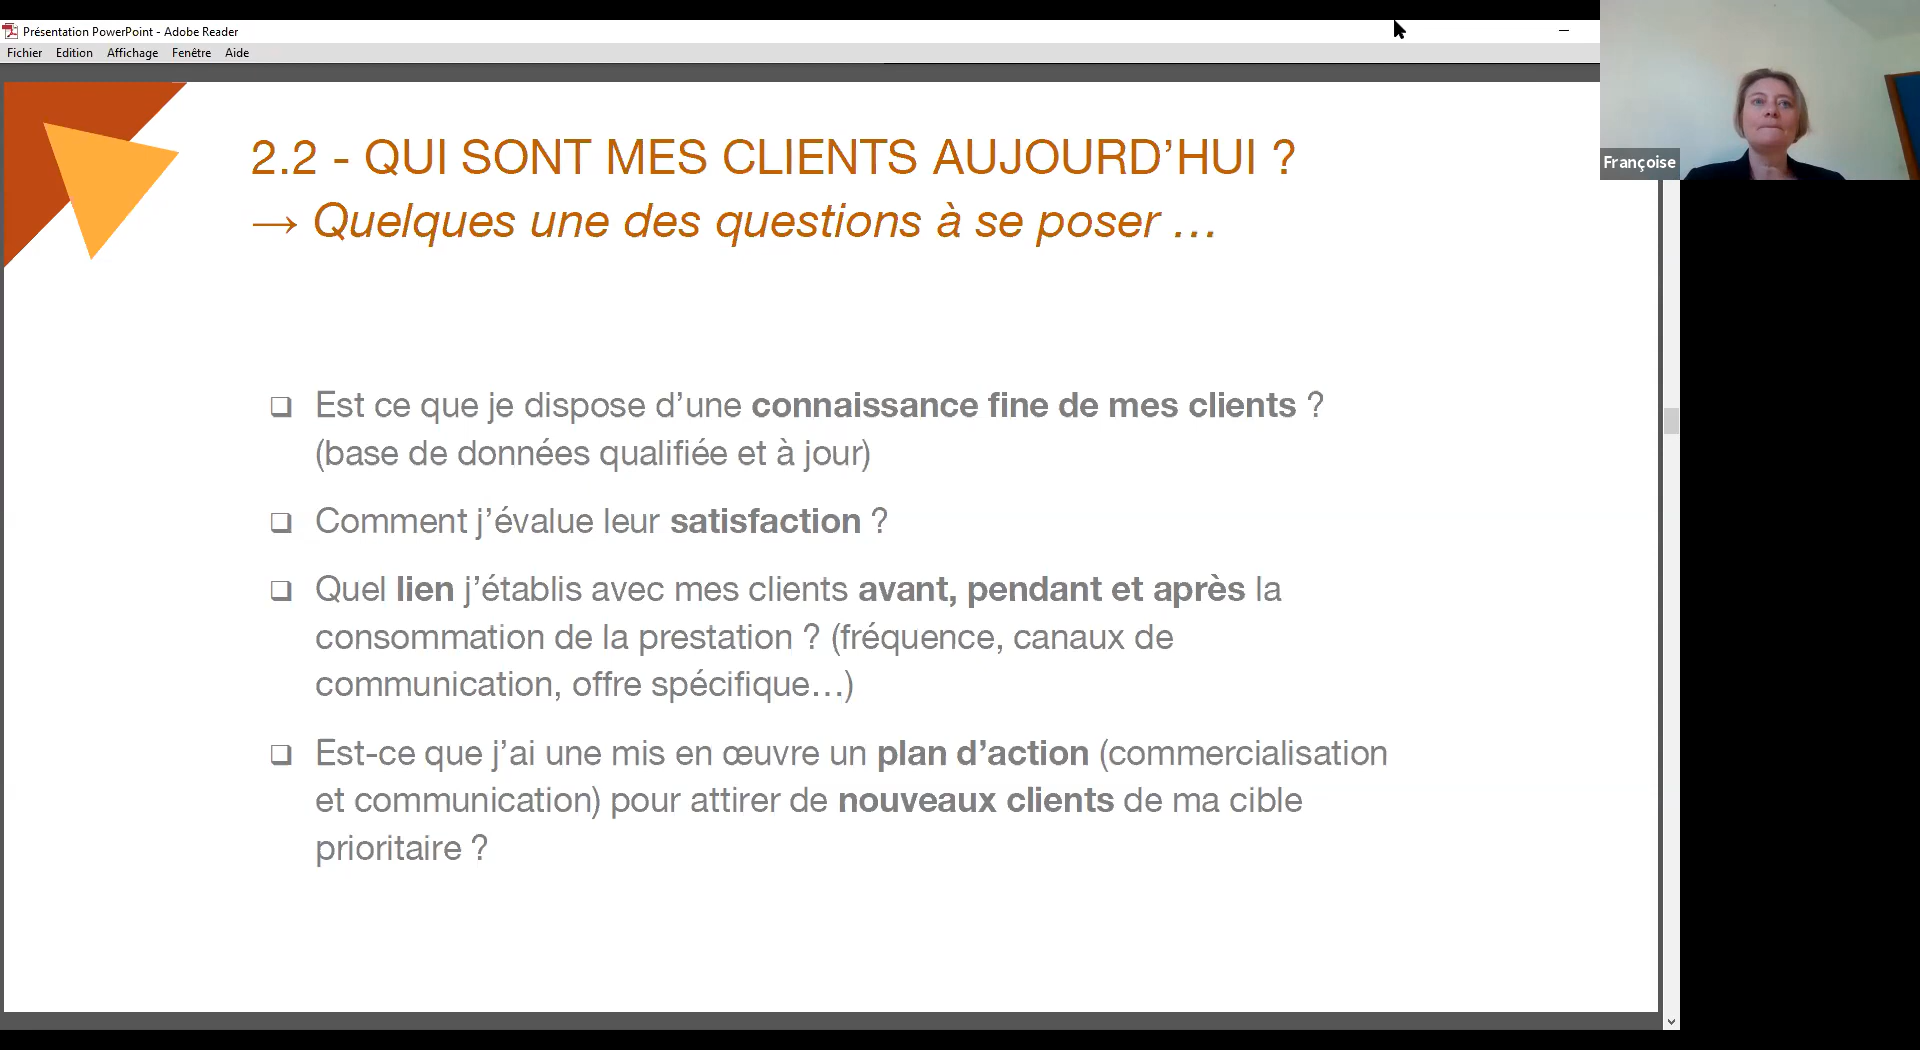 Présentation PowerPoint - Adobe Reader
Fichier Edition Affichage Fenêtre Aide
Françoise
2.2 - QUI SONT MES CLIENTS AUJOURD’HUI ?
→ Quelques une des questions à se poser …
❑ Est ce que je dispose d’une connaissance fine de mes clients ?
(base de données qualifiée et à jour)
❑ Comment j’évalue leur satisfaction ?
❑ Quel lien j’établis avec mes clients avant, pendant et après la
consommation de la prestation ? (fréquence, canaux de
communication, offre spécifique…)
❑ Est-ce que j’ai une mis en œuvre un plan d’action (commercialisation
et communication) pour attirer de nouveaux clients de ma cible
prioritaire ?